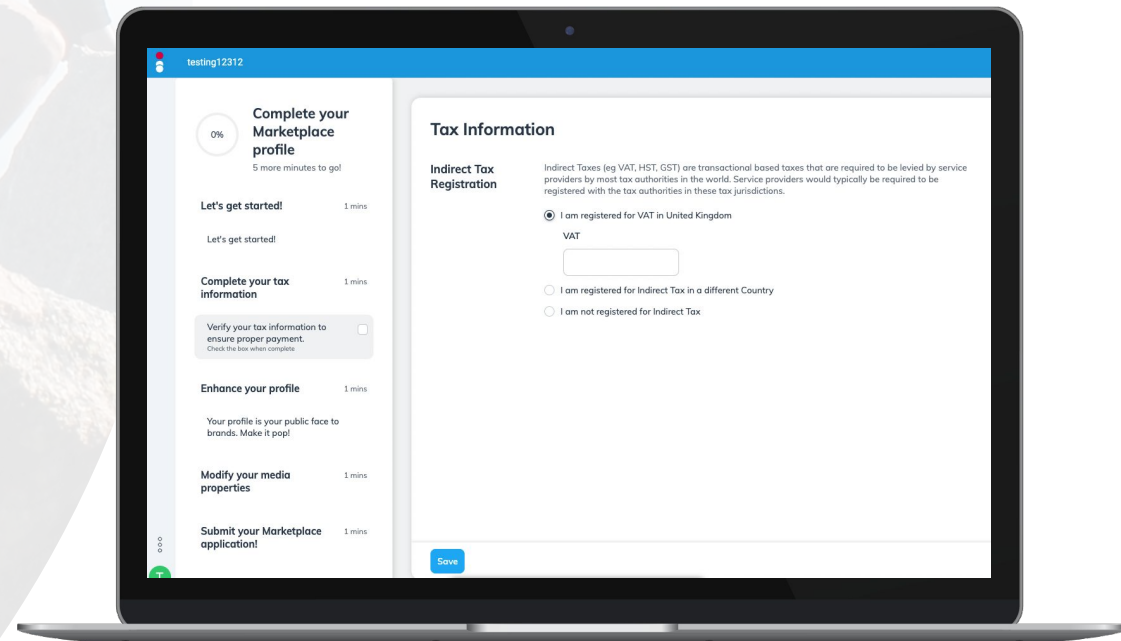 testing12312
0%
Complete your
Marketplace
profile
5 more minutes to go!
Let's get started!
1 mins
Let's get started!
Complete your tax
information
1 mins
Verify your tax information to
ensure proper payment.
Check the box when complete
Enhance your profile
1 mins
Your profile is your public face to
brands. Make it pop!
Modify your media
properties
1 mins
Submit your Marketplace
application!
1 mins
Tax Information
Indirect Tax
Registration
Indirect Taxes (eg VAT, HST, GST) are transactional based taxes that are required to be levied by service
providers by most tax authorities in the world. Service providers would typically be required to be
registered with the tax authorities in these tax jurisdictions.
I am registered for VAT in United Kingdom
VAT
I am registered for Indirect Tax in a different Country
I am not registered for Indirect Tax
Save
T